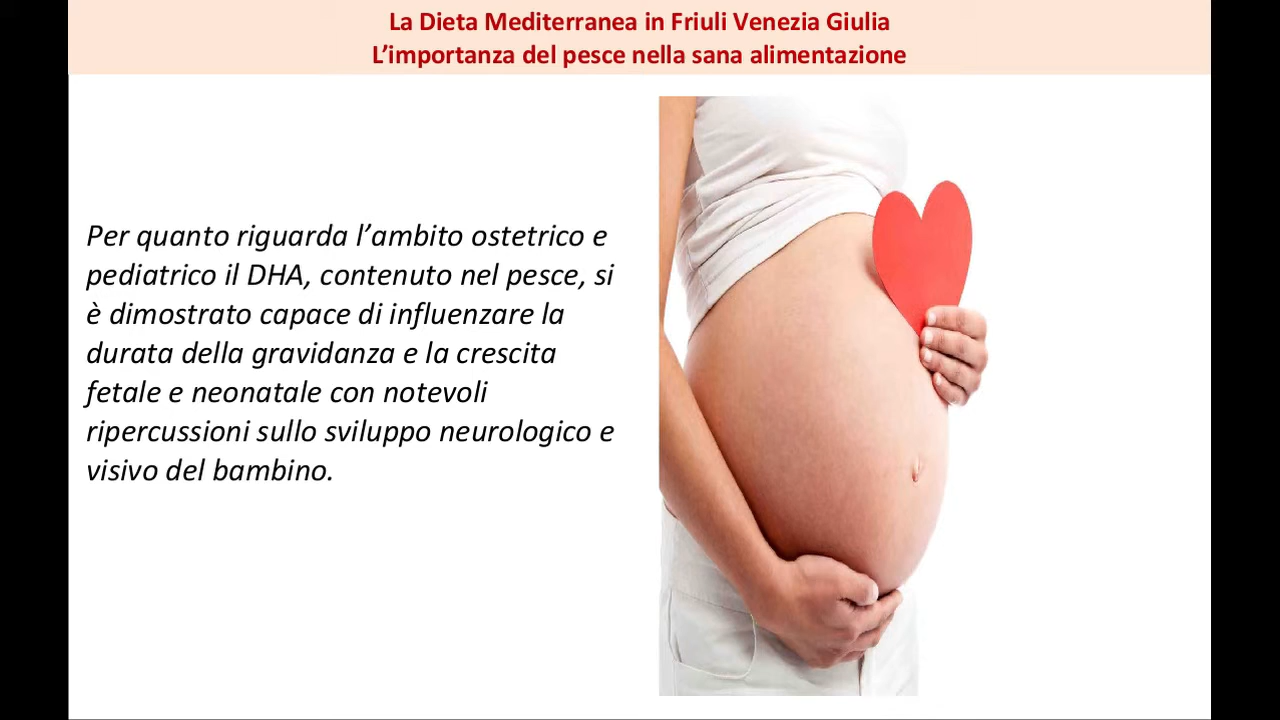 La Dieta Mediterranea in Friuli Venezia Giulia
L’importanza del pesce nella sana alimentazione
Per quanto riguarda l’ambito ostetrico e
pediatrico il DHA, contenuto nel pesce, si
è dimostrato capace di influenzare la
durata della gravidanza e la crescita
fetale e neonatale con notevoli
ripercussioni sullo sviluppo neurologico e
visivo del bambino.